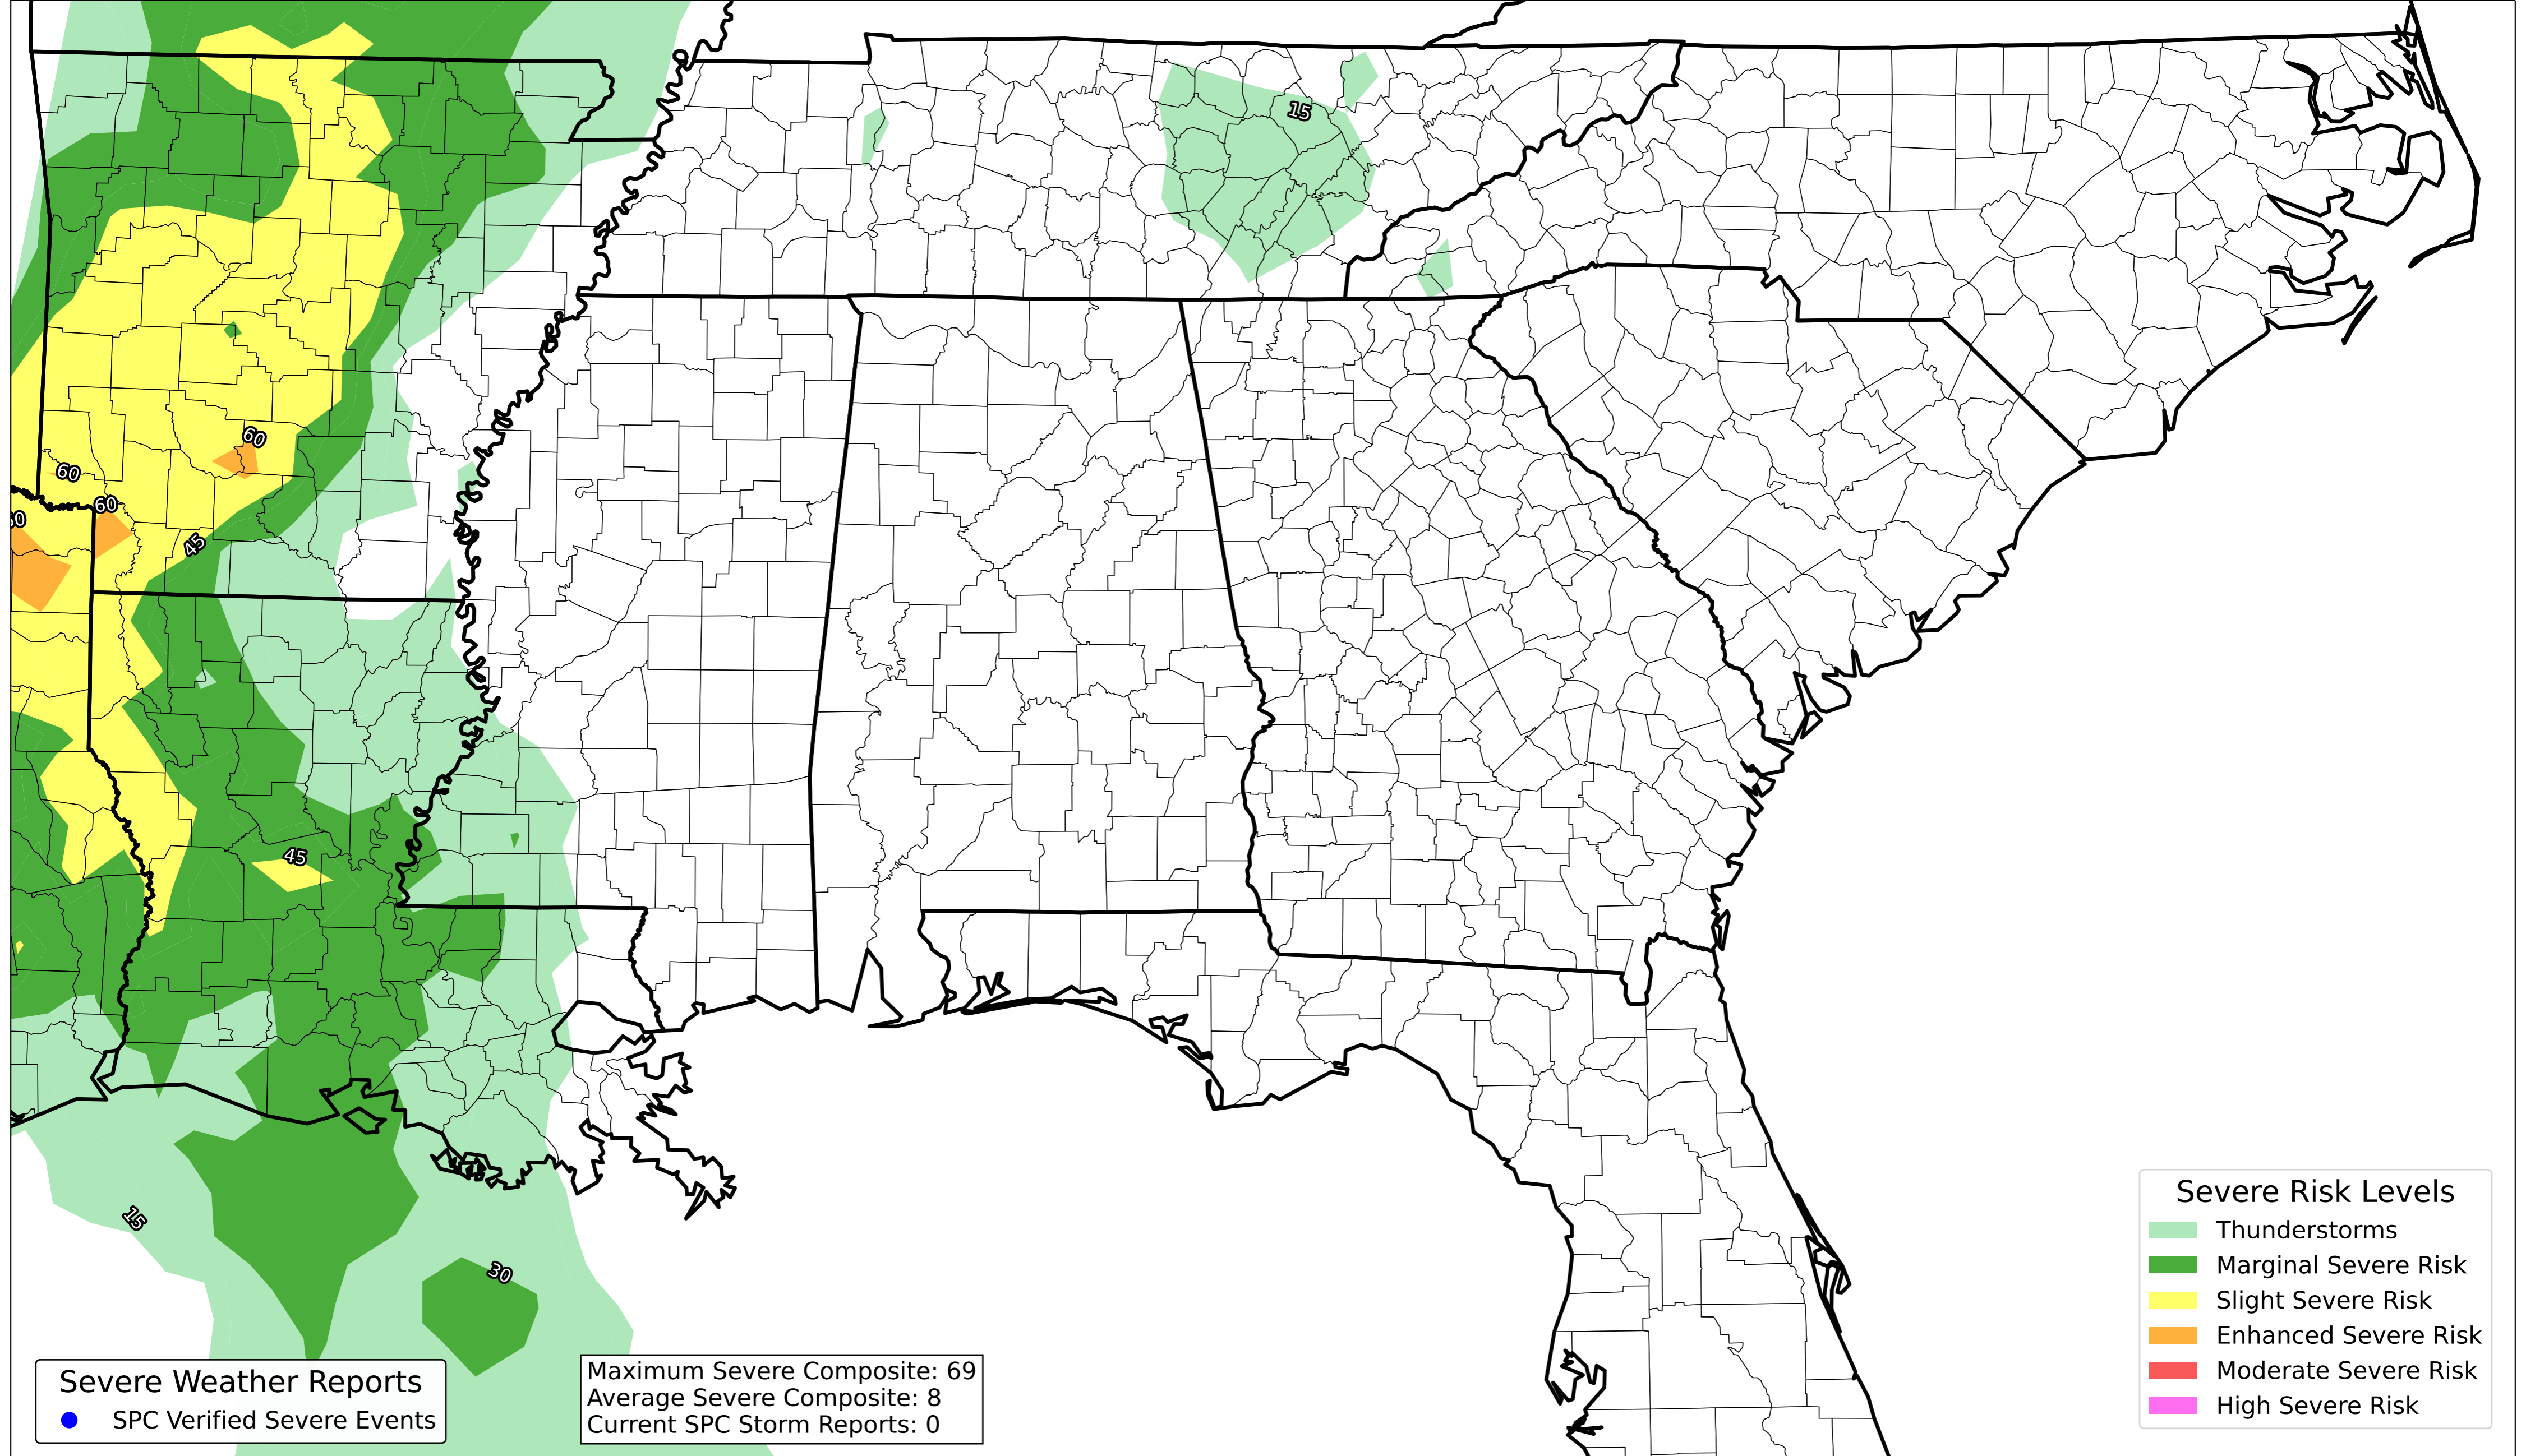 15
60
60
60
45
45
15
30
Severe Weather Reports
SPC Verified Severe Events
Maximum Severe Composite: 69
Average Severe Composite: 8
Current SPC Storm Reports: 0
Severe Risk Levels
Thunderstorms
Marginal Severe Risk
Slight Severe Risk
Enhanced Severe Risk
Moderate Severe Risk
High Severe Risk